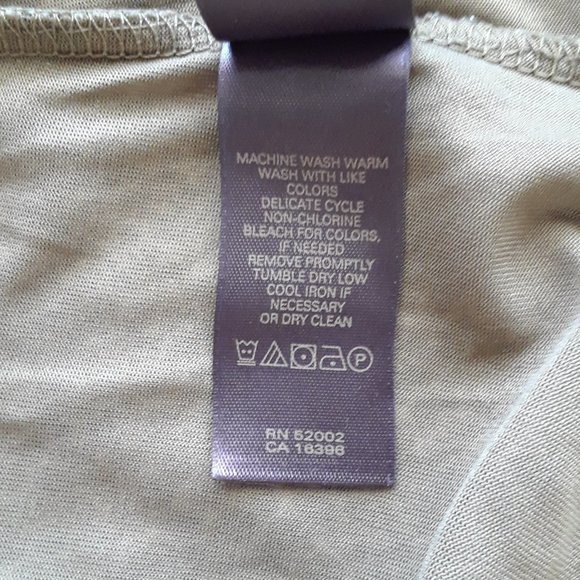 MACHINE WASH WARM
WASH WITH LIKE
COLORS
DELICATE CYCLE
NON-CHLORINE
BLEACH FOR COLORS,
IF NEEDED
REMOVE PROMPTLY
TUMBLE DRY LOW
COOL IRON IF
NECESSARY
OR DRY CLEAN
P
RN 52002
CA 16396